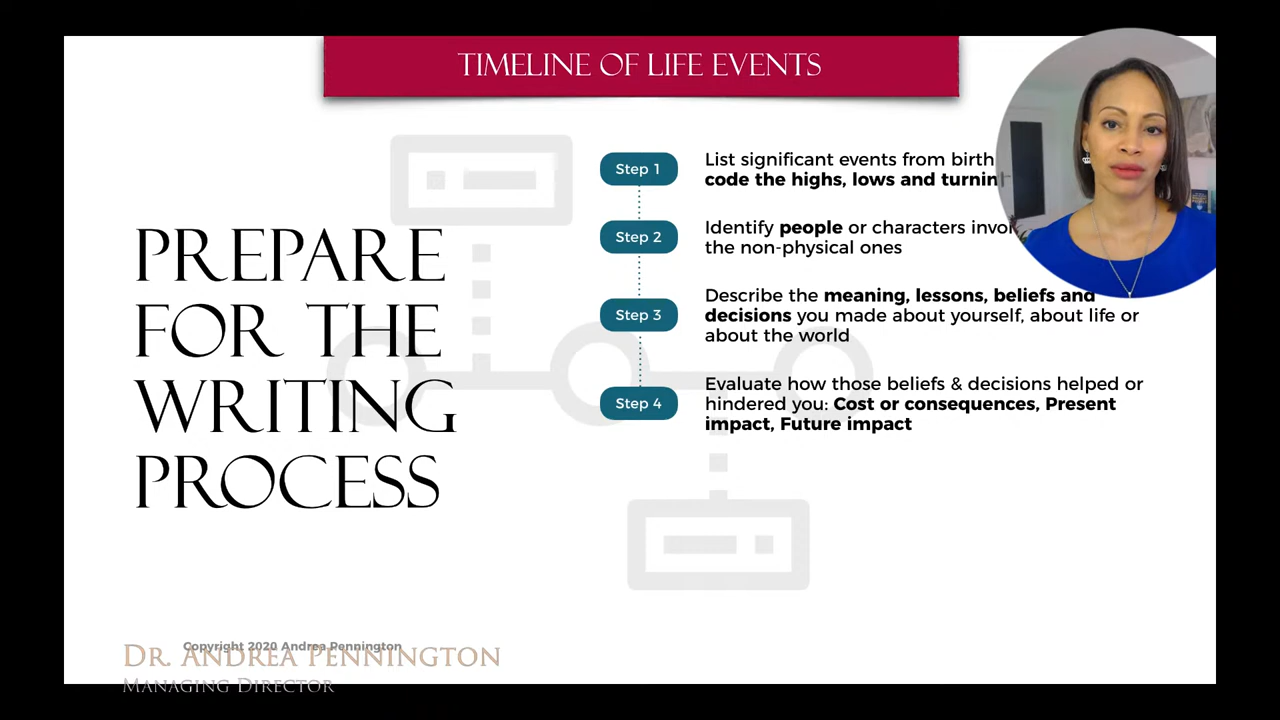 TIMELINE OF LIFE EVENTS
PREPARE
FOR THE
WRITING
PROCESS
Step 1
List significant events from birth
code the highs, lows and
Step 2
Identify people or characters
the non-physical ones
Step 3
Describe the meaning, lessons, beliefs and
decisions you made about yourself, about life or
about the world
Step 4
Evaluate how those beliefs & decisions helped or
hindered you: Cost or consequences, Present
impact, Future impact
Copyright 2020 Andrea Pennington
DR. ANDREA PENNINGTON
MANAGING DIRECTOR